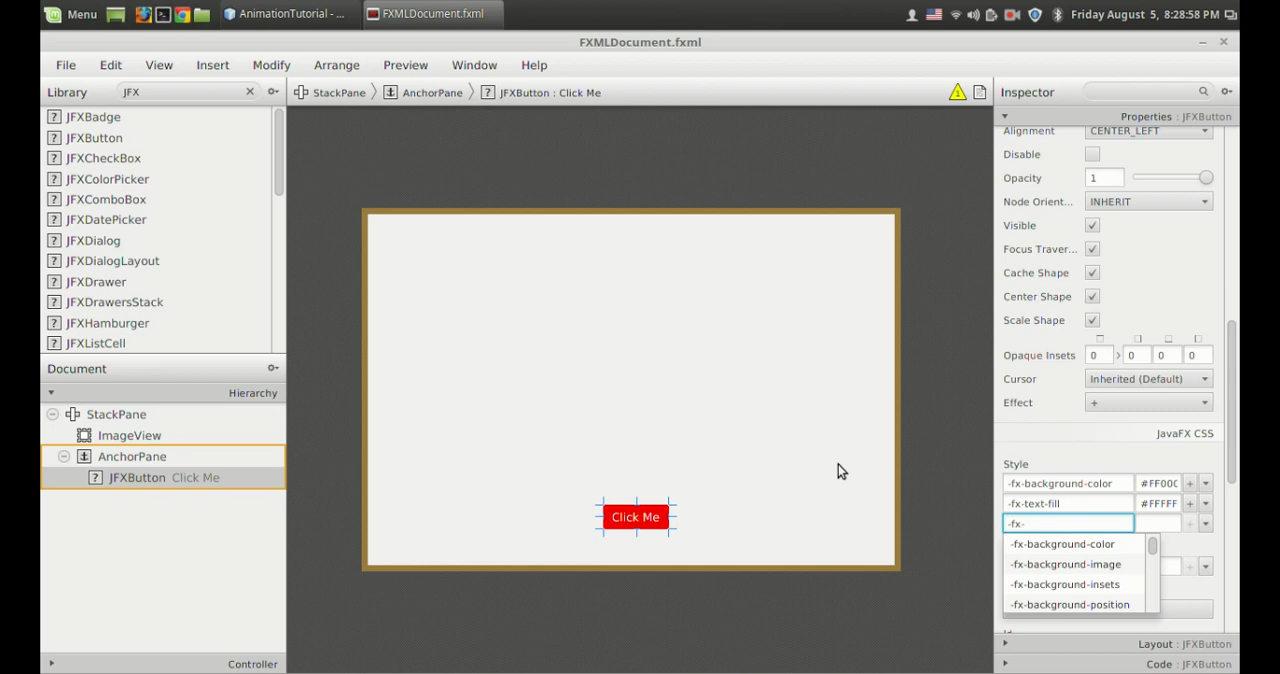 Menu
AnimationTutorial - ...
FXMLDocument.fxml
Friday August 5, 8:28:58 PM
FXMLDocument.fxml
File Edit View Insert Modify Arrange Preview Window Help
Library JFX
StackPane AnchorPane ? JFXButton : Click Me
1
Inspector
Properties : JFXButton
? JFXBadge
? JFXButton
? JFXCheckBox
? JFXColorPicker
? JFXComboBox
? JFXDatePicker
? JFXDialog
? JFXDialogLayout
? JFXDrawer
? JFXDrawersStack
? JFXHamburger
? JFXListCell
Document
Hierarchy
StackPane
ImageView
AnchorPane
? JFXButton Click Me
Controller
Click Me
Alignment CENTER_LEFT
Disable
Opacity 1
Node Orient... INHERIT
Visible
Focus Traver...
Cache Shape
Center Shape
Scale Shape
Opaque Insets 0 0 0 0
Cursor Inherited (Default)
Effect +
JavaFX CSS
Style
-fx-background-color #FF00 +
-fx-text-fill #FFFFF +
-fx- +
-fx-background-color
-fx-background-image
-fx-background-insets
-fx-background-position
Layout : JFXButton
Code : JFXButton